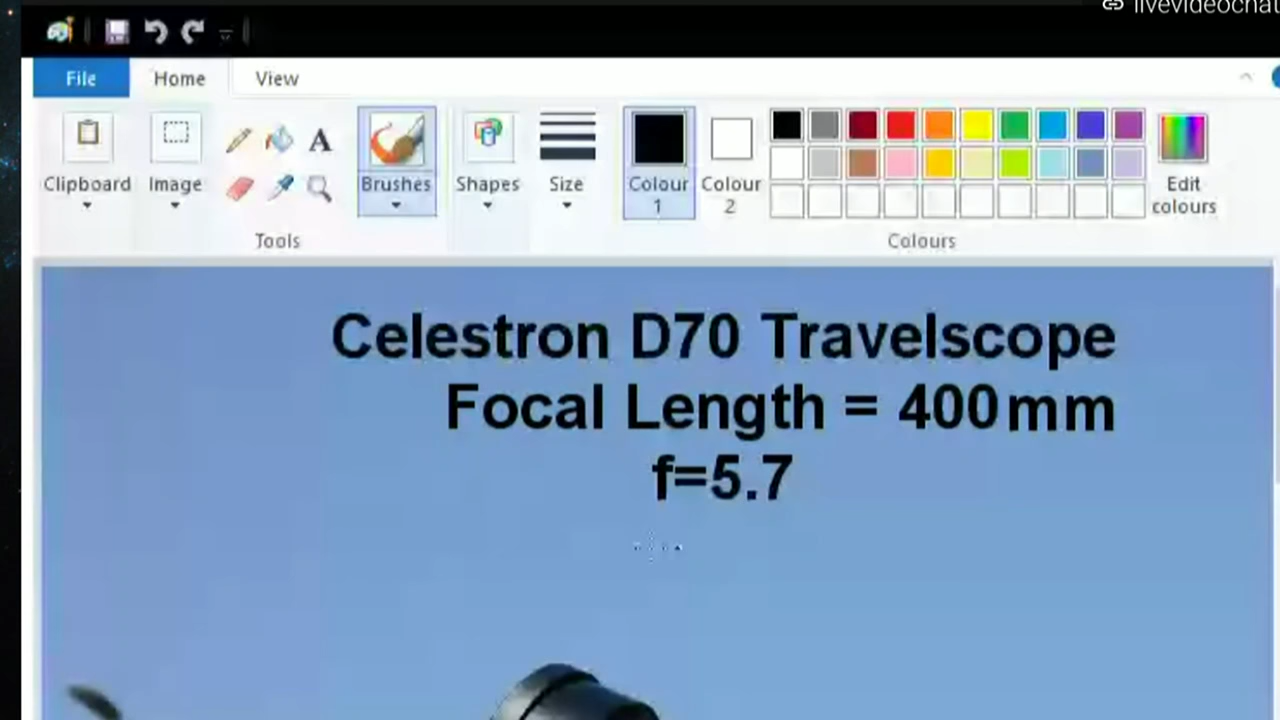 livevideochat
File Home View
Clipboard Image A Brushes Shapes Size Colour 1 Colour 2 Edit colours
Tools Colours
Celestron D70 Travelscope
Focal Length = 400mm
f=5.7